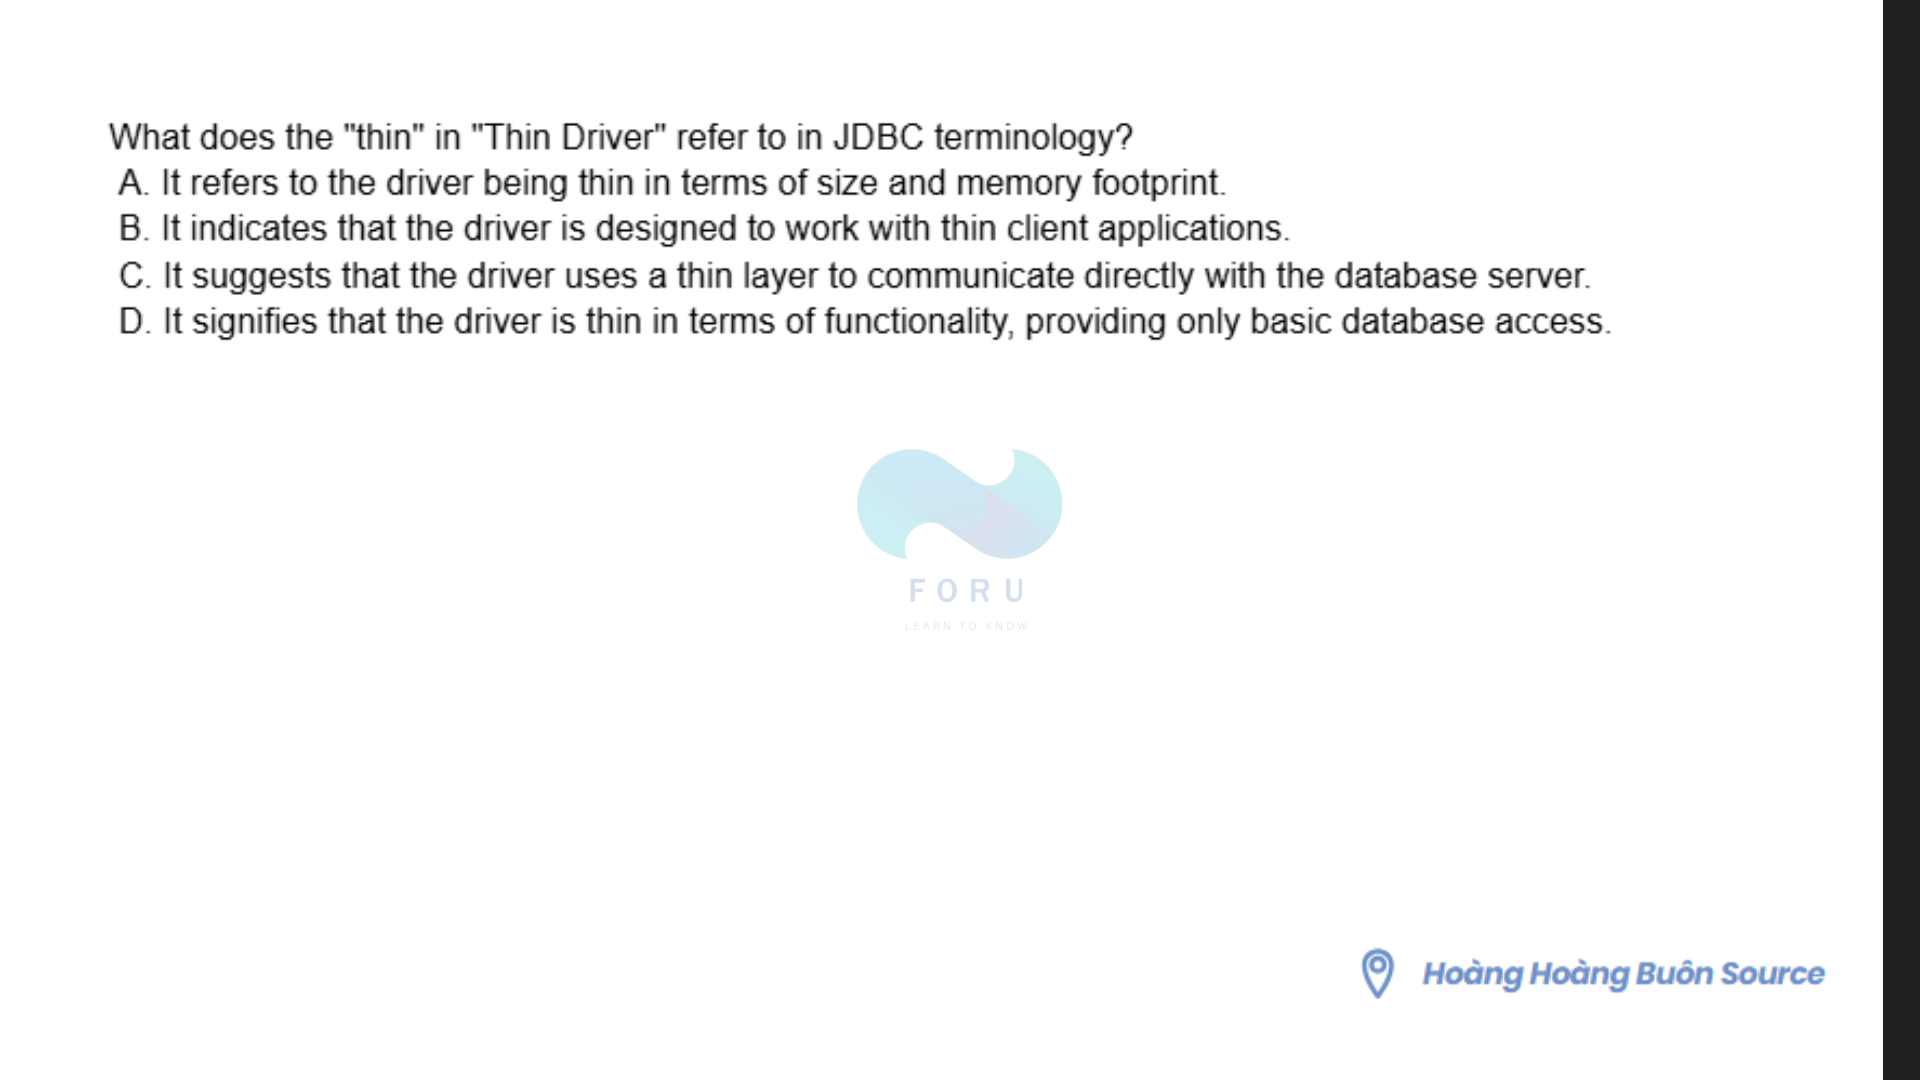 What does the "thin" in "Thin Driver" refer to in JDBC terminology?
A. It refers to the driver being thin in terms of size and memory footprint.
B. It indicates that the driver is designed to work with thin client applications.
C. It suggests that the driver uses a thin layer to communicate directly with the database server.
D. It signifies that the driver is thin in terms of functionality, providing only basic database access.
FORU
LEARN TO KNOW
Hoàng Hoàng Buôn Source